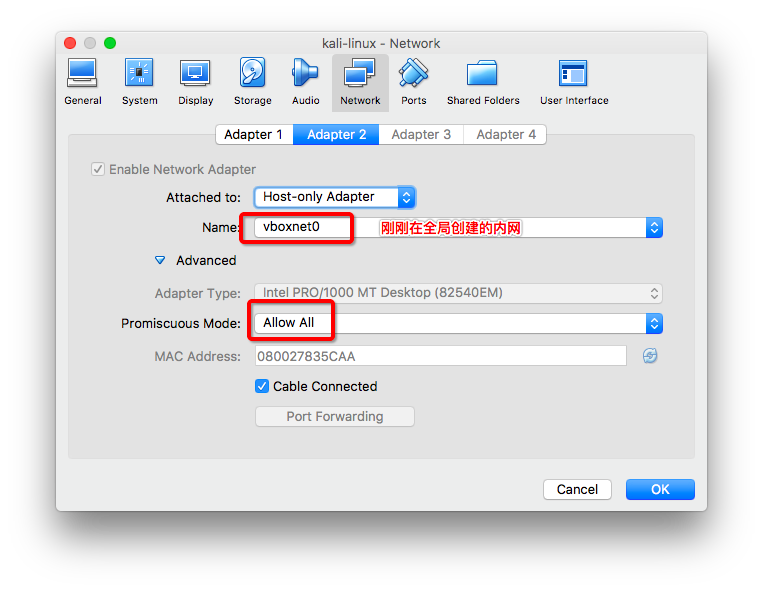 kali-linux - Network
General System Display Storage Audio Network Ports Shared Folders User Interface
Adapter 1 Adapter 2 Adapter 3 Adapter 4
Enable Network Adapter
Attached to: Host-only Adapter
Name: vboxnet0 刚刚在全局创建的内网
Advanced
Adapter Type: Intel PRO/1000 MT Desktop (82540EM)
Promiscuous Mode: Allow All
MAC Address: 080027835CAA
Cable Connected
Port Forwarding
Cancel OK